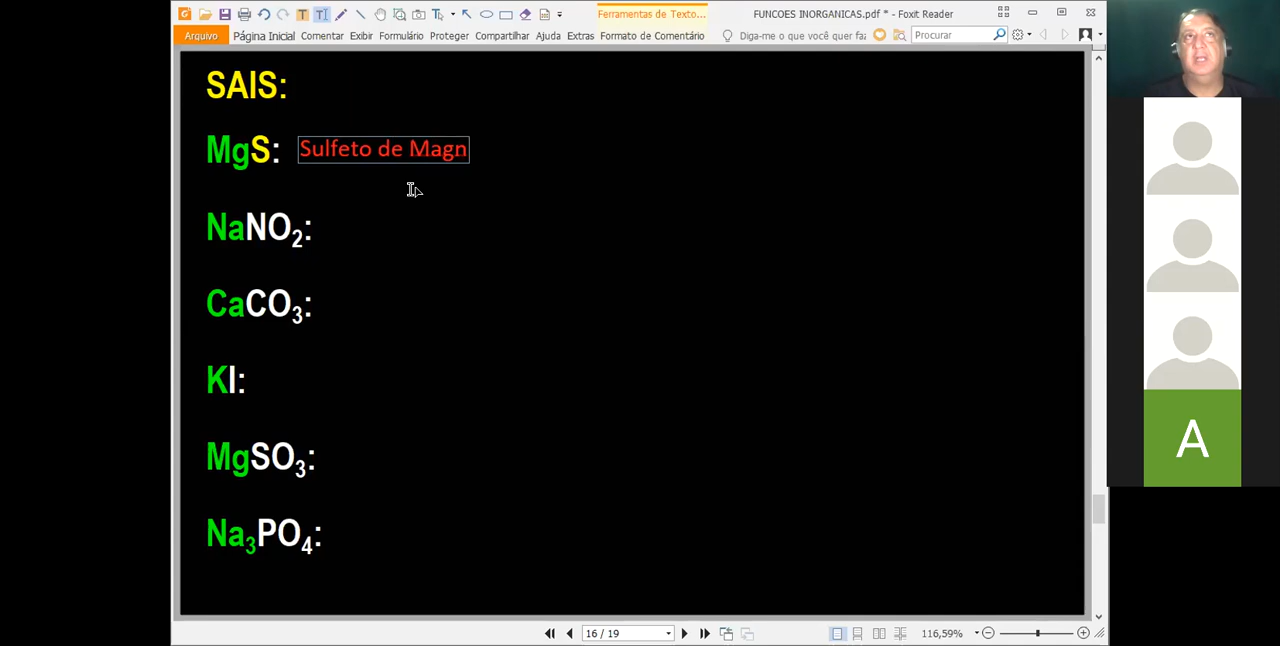 Ferramentas de Texto...
FUNCOES INORGANICAS.pdf * - Foxit Reader
Arquivo Página Inicial Comentar Exibir Formulário Proteger Compartilhar Ajuda Extras Formato de Comentário Diga-me o que você quer faz Procurar
SAIS:
MgS: Sulfeto de Magn
NaNO₂:
CaCO₃:
KI:
MgSO₃:
Na₃PO₄:
A
16 / 19
116,59%